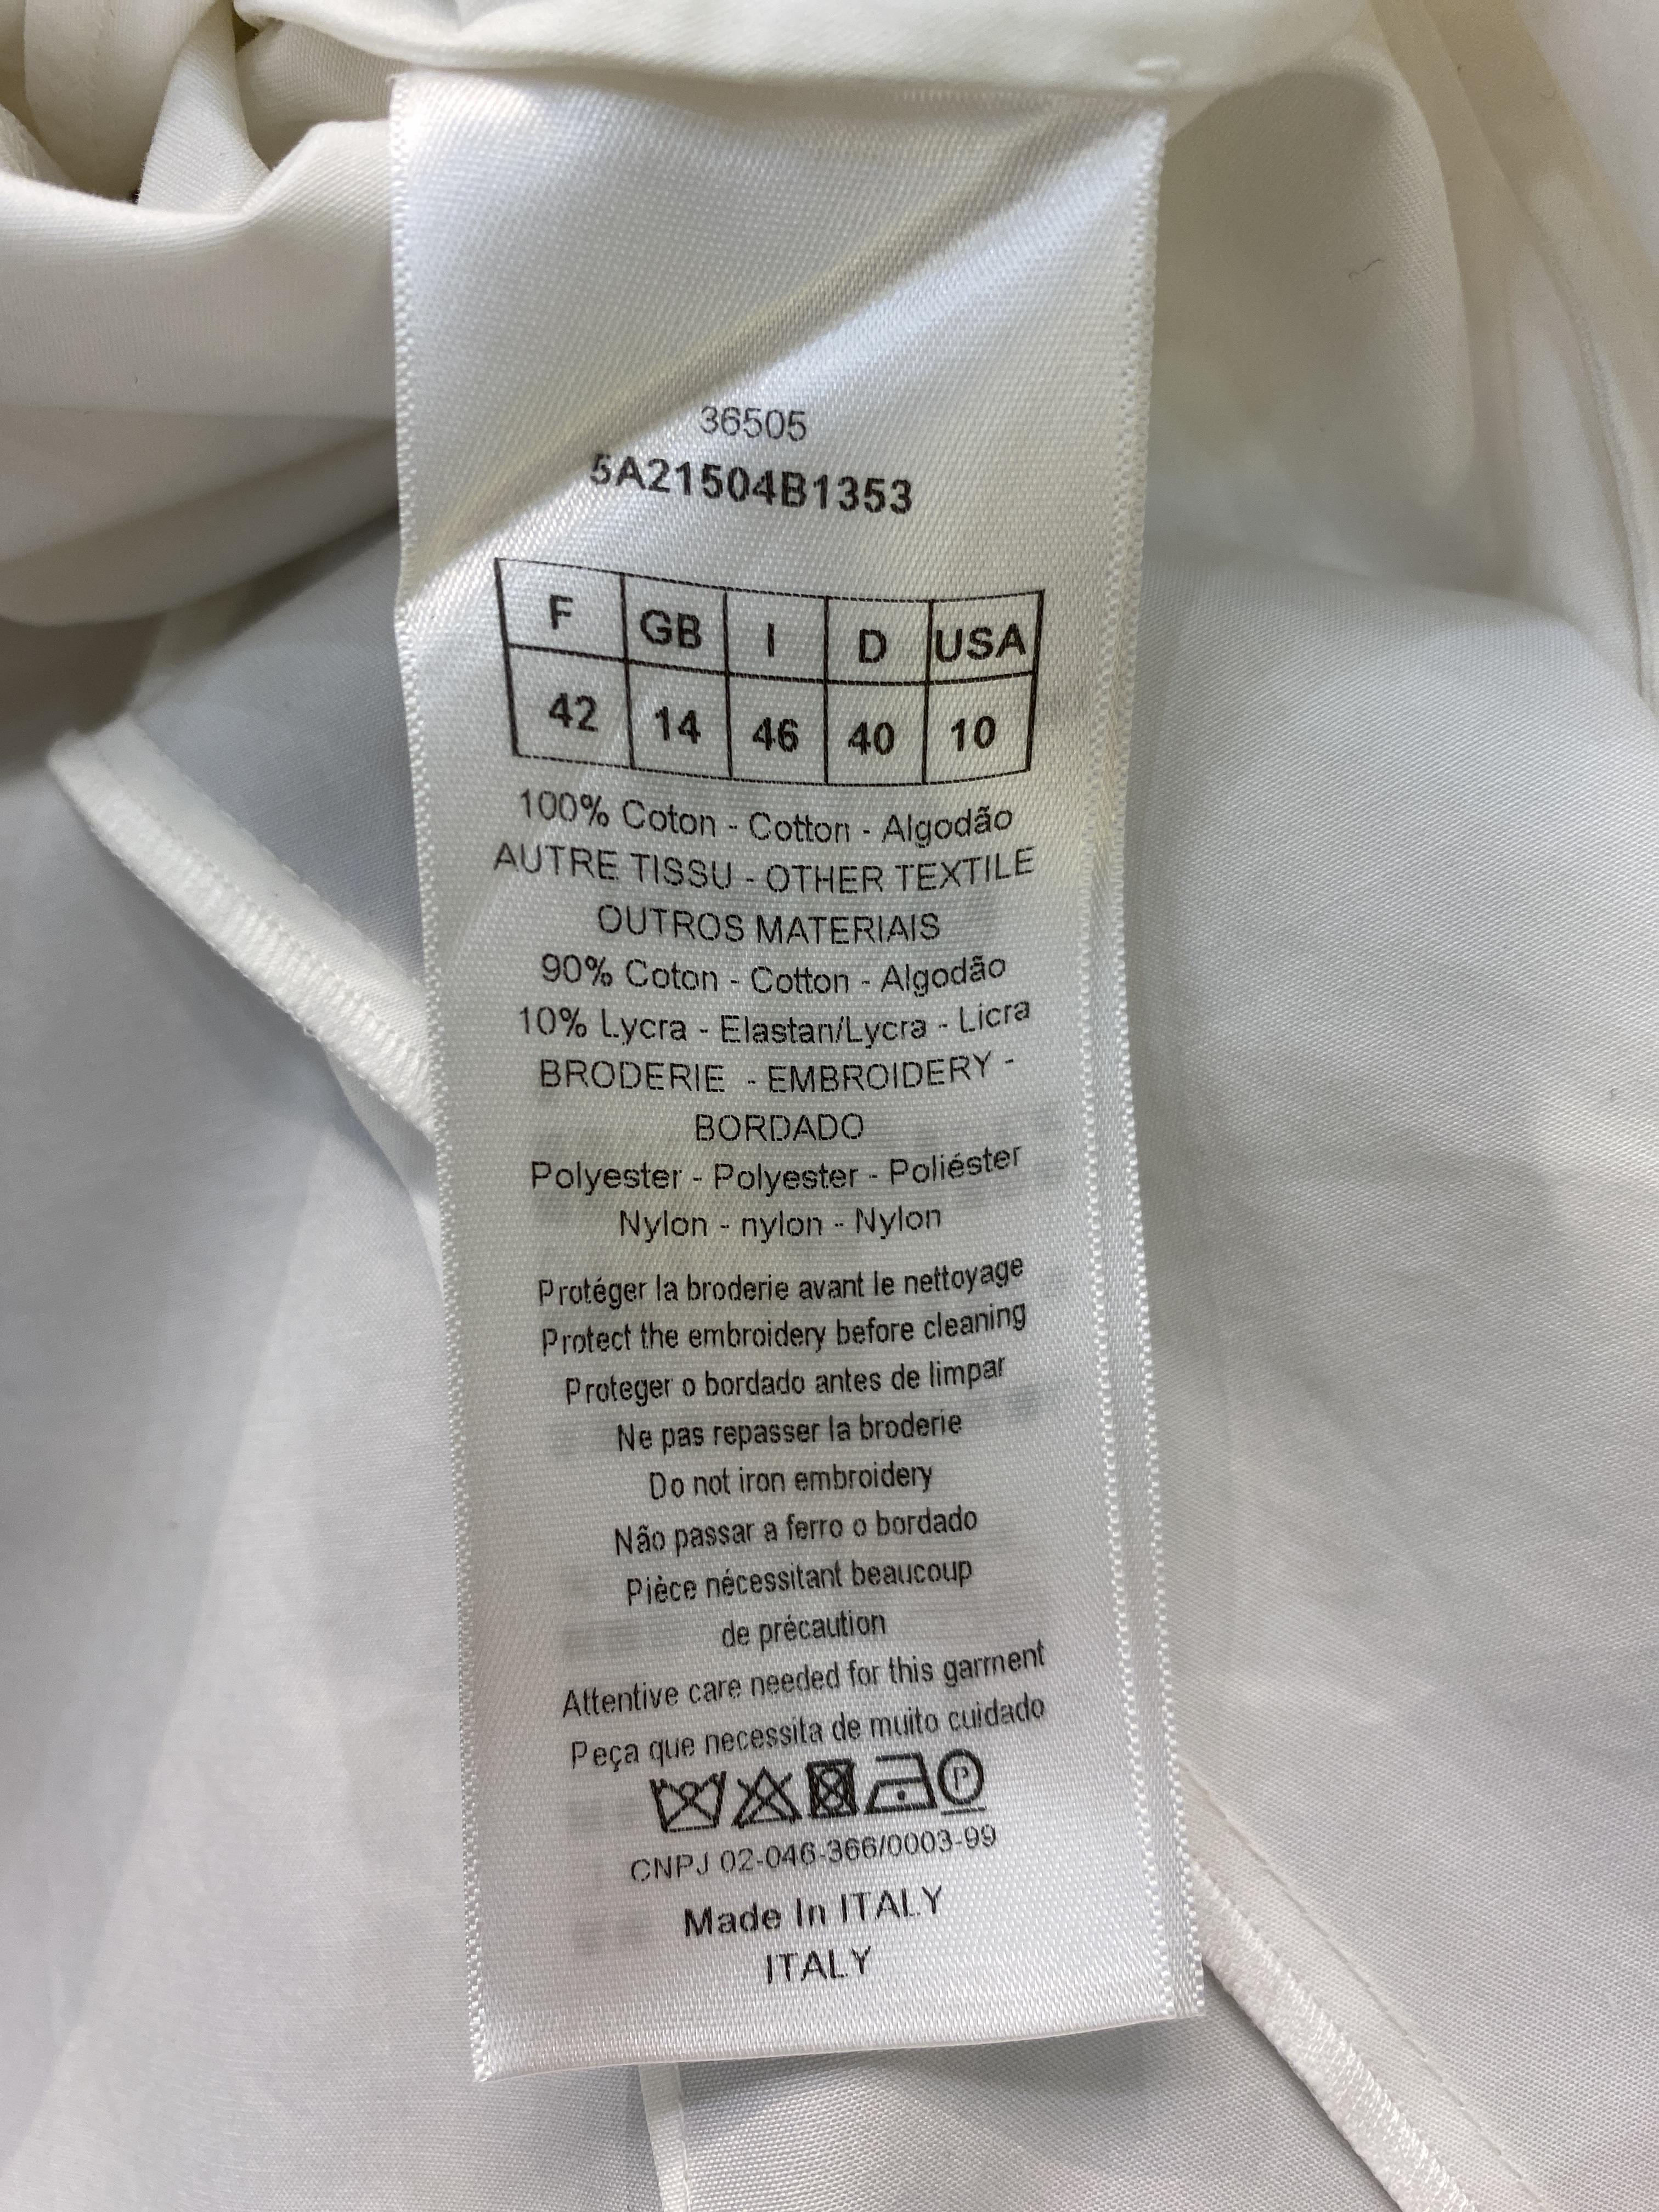 36505
5A21504B1353
F GB I D USA
42 14 46 40 10
100% Coton - Cotton - Algodão
AUTRE TISSU - OTHER TEXTILE
OUTROS MATERIAIS
90% Coton - Cotton - Algodão
10% Lycra - Elastan/Lycra - Licra
BRODERIE - EMBROIDERY -
BORDADO
Polyester - Polyester - Poliéster
Nylon - nylon - Nylon
Protéger la broderie avant le nettoyage
Protect the embroidery before cleaning
Proteger o bordado antes de limpar
Ne pas repasser la broderie
Do not iron embroidery
Não passar a ferro o bordado
Pièce nécessitant beaucoup
de précaution
Attentive care needed for this garment
Peça que necessita de muito cuidado
P
CNPJ 02-046-366/0003-99
Made In ITALY
ITALY